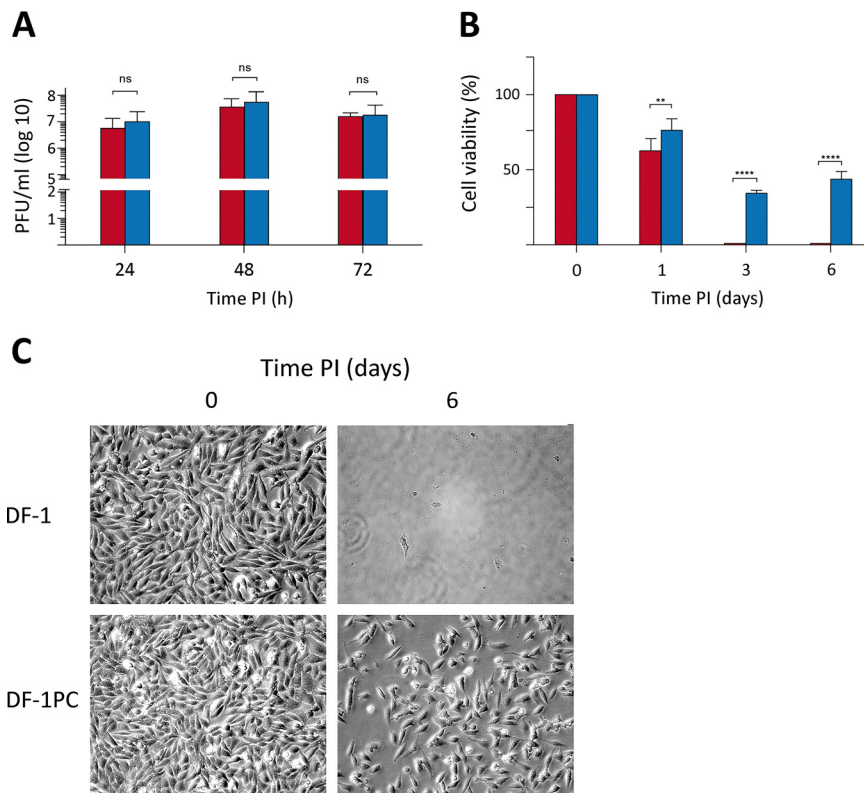 A
PFU/ml (log 10)
8
7
6
5
2
1
ns
ns
ns
24 48 72
Time PI (h)
B
Cell viability (%)
100
50
**
****
****
0 1 3 6
Time PI (days)
C
Time PI (days)
0 6
DF-1
DF-1PC